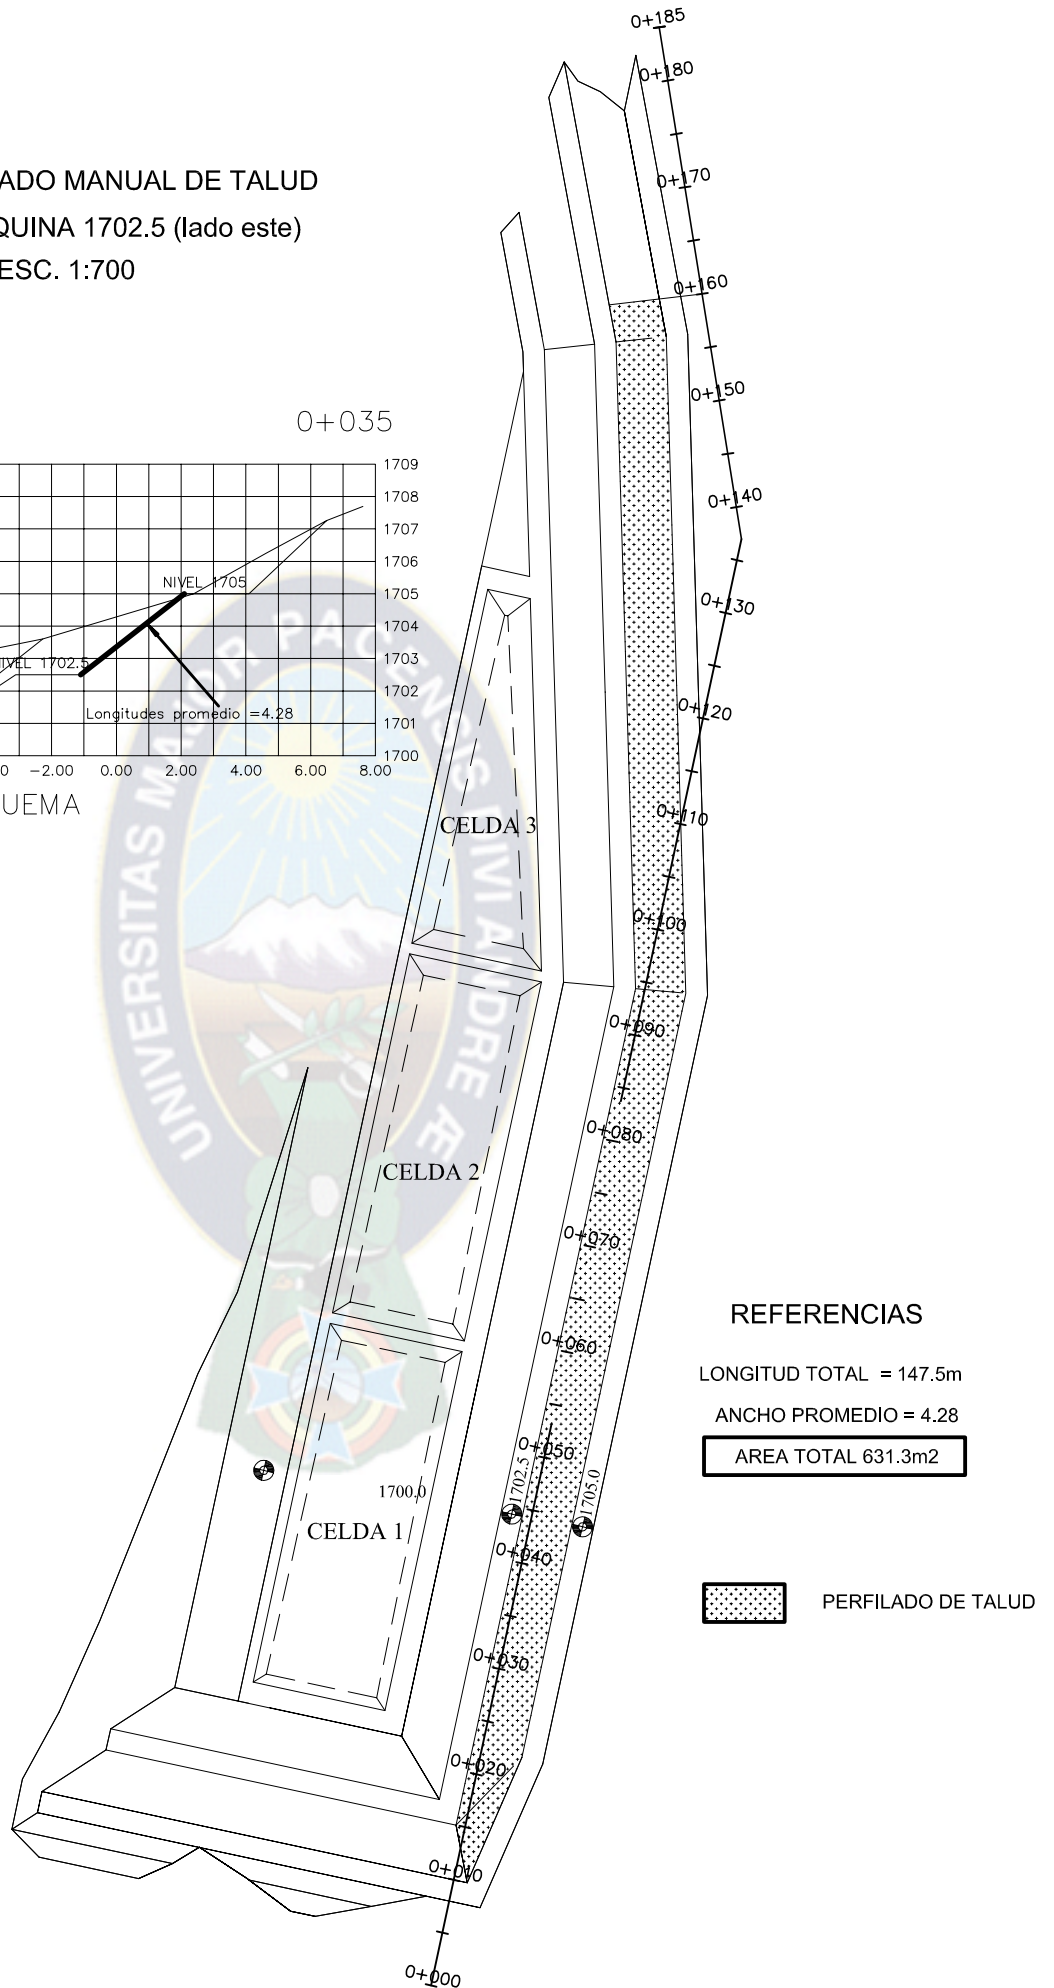 ADO MANUAL DE TALUD
QUINA 1702.5 (lado este)
ESC. 1:700
0+185
0+180
0+170
0+160
0+150
0+140
0+130
0+120
0+110
0+100
0+090
0+080
0+070
0+060
0+050
0+040
0+030
0+020
0+010
0+000
0+035
1709
1708
1707
1706
1705
1704
1703
1702
1701
1700
NIVEL 1705
NIVEL 1702.5
Longitudes promedio =4.28
0 -2.00 0.00 2.00 4.00 6.00 8.00
UEMA
UNIVERSITAS MAJOR PACENSIS DIVI ANDRE Æ
CELDA 3
CELDA 2
CELDA 1
1700.0
1702.5
1705.0
REFERENCIAS
LONGITUD TOTAL = 147.5m
ANCHO PROMEDIO = 4.28
AREA TOTAL 631.3m2
PERFILADO DE TALUD